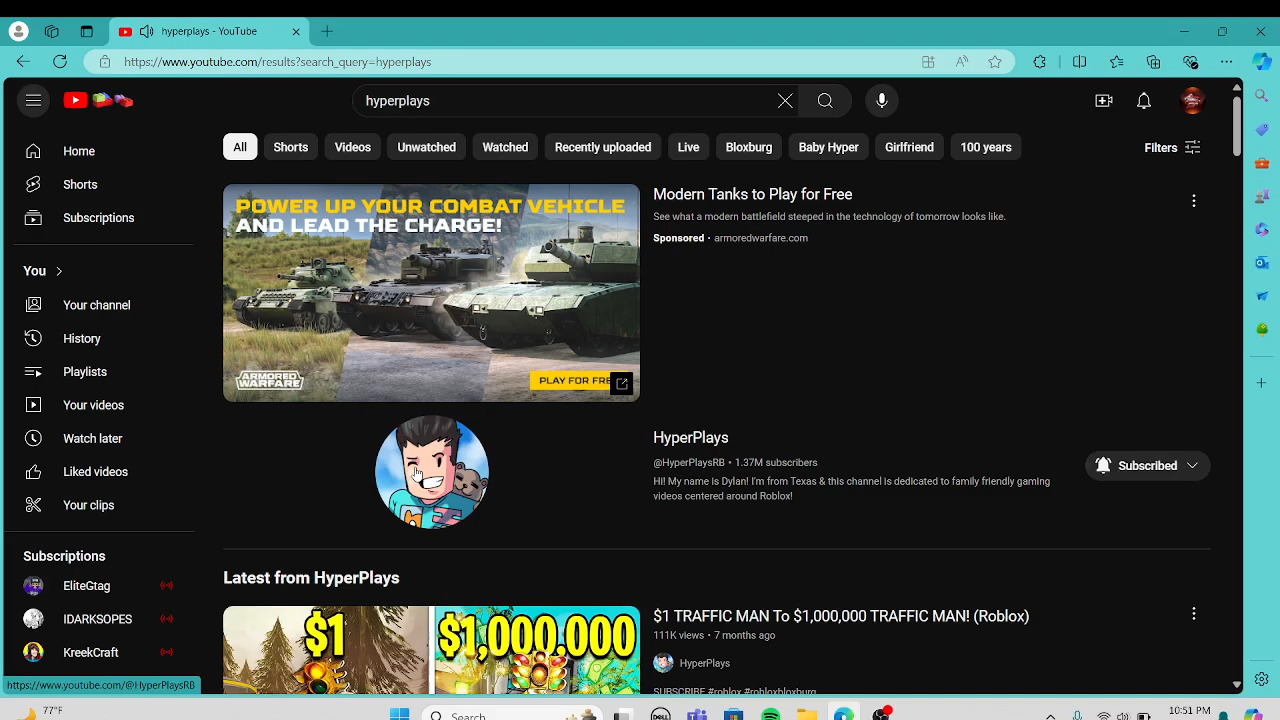 hyperplays - YouTube
https://www.youtube.com/results?search_query=hyperplays
hyperplays
All
Shorts
Videos
Unwatched
Watched
Recently uploaded
Live
Bloxburg
Baby Hyper
Girlfriend
100 years
Filters
Home
Shorts
Subscriptions
You
Your channel
History
Playlists
Your videos
Watch later
Liked videos
Your clips
Subscriptions
EliteGtag
IDARKSOPES
KreekCraft
POWER UP YOUR COMBAT VEHICLE
AND LEAD THE CHARGE!
ARMORED
WARFARE
PLAY FOR FRE
Modern Tanks to Play for Free
See what a modern battlefield steeped in the technology of tomorrow looks like.
Sponsored · armoredwarfare.com
HyperPlays
@HyperPlaysRB • 1.37M subscribers
Hi! My name is Dylan! I'm from Texas & this channel is dedicated to family friendly gaming
videos centered around Roblox!
Subscribed
Latest from HyperPlays
$1
$1,000,000
$1 TRAFFIC MAN To $1,000,000 TRAFFIC MAN! (Roblox)
111K views • 7 months ago
HyperPlays
SUBSCRIBE #roblox #robloxbloxburg
https://www.youtube.com/@HyperPlaysRB
77°F
Search
DELL
10:51 PM